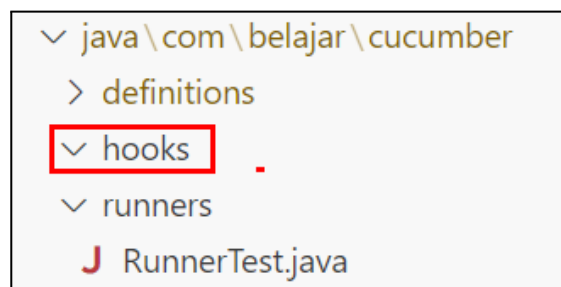 java\com\belajar\cucumber
definitions
hooks
runners
J RunnerTest.java